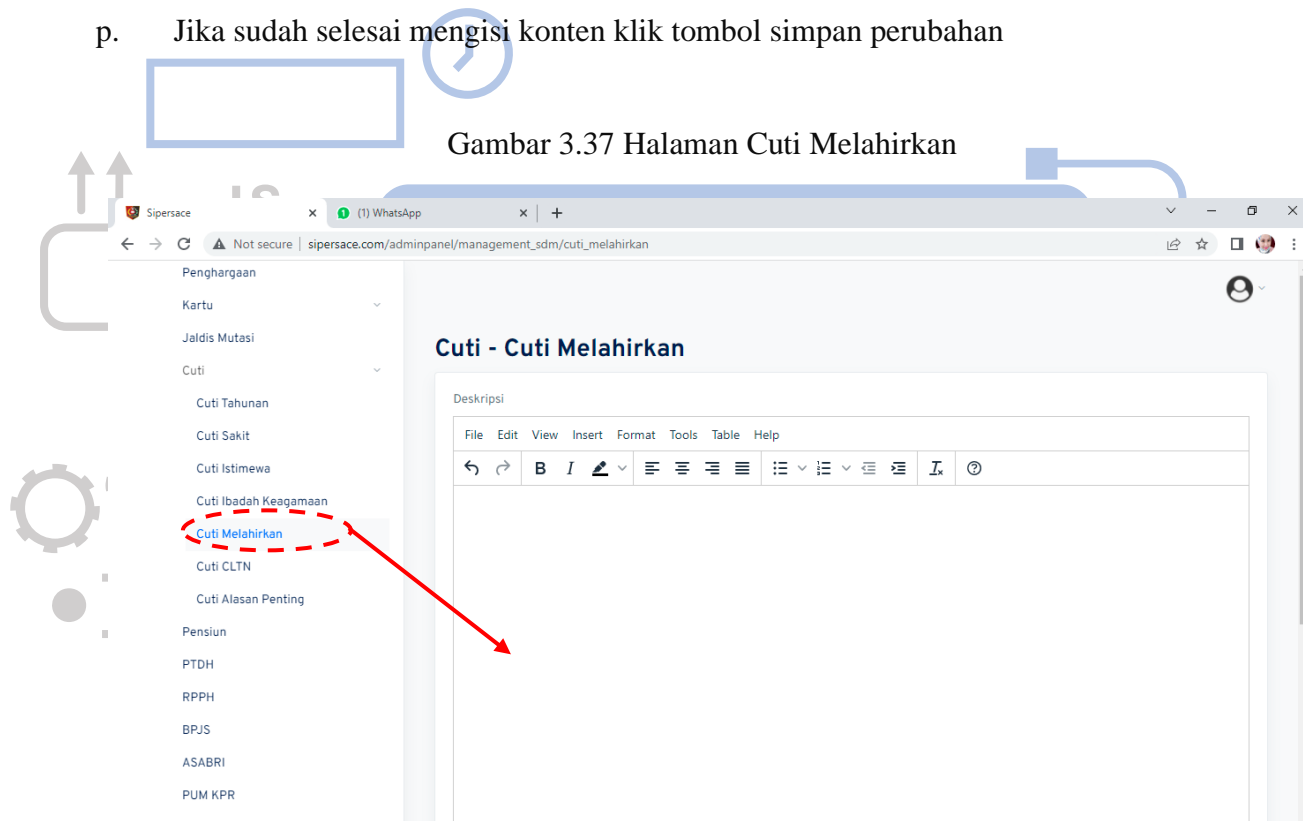 p. Jika sudah selesai mengisi konten klik tombol simpan perubahan
Gambar 3.37 Halaman Cuti Melahirkan
Sipersace
(1) WhatsApp
Not secure | sipersace.com/adminpanel/management_sdm/cuti_melahirkan
Penghargaan
Kartu
Jaldis Mutasi
Cuti - Cuti Melahirkan
Cuti
Deskripsi
Cuti Tahunan
File Edit View Insert Format Tools Table Help
Cuti Sakit
Cuti Istimewa
Cuti Ibadah Keagamaan
Cuti Melahirkan
Cuti CLTN
Cuti Alasan Penting
Pensiun
PTDH
RPPH
BPJS
ASABRI
PUM KPR